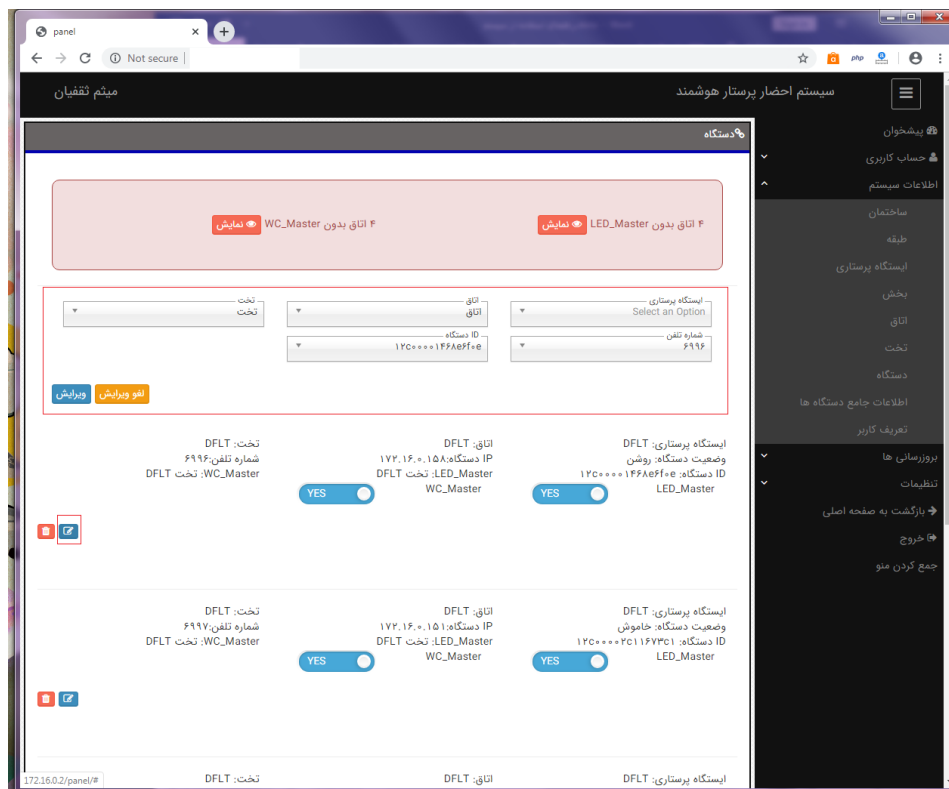 panel
Not secure
php
سیستم احضار پرستار هوشمند
میثم ثقفیان
پیشخوان
حساب کاربری
اطلاعات سیستم
ساختمان
طبقه
ایستگاه پرستاری
بخش
اتاق
تخت
دستگاه
اطلاعات جامع دستگاه ها
تعریف کاربر
بروزرسانی ها
تنظیمات
بازگشت به صفحه اصلی
خروج
جمع کردن منو
دستگاه
۴ اتاق بدون LED_Master نمایش
۴ اتاق بدون WC_Master نمایش
ایستگاه پرستاری
Select an Option
اتاق
اتاق
تخت
تخت
شماره تلفن
۶۹۹۶
ID دستگاه
۱۲c۰۰۰۰۱۴۶۸e۶f۰e
لغو ویرایش
ویرایش
ایستگاه پرستاری: DFLT
اتاق: DFLT
تخت: DFLT
وضعیت دستگاه: روشن
IP دستگاه:۱۷۲.۱۶.۰.۱۵۸
شماره تلفن:۶۹۹۶
ID دستگاه: ۱۲c۰۰۰۰۱۴۶۸e۶f۰e
LED_Master: تخت DFLT
WC_Master: تخت DFLT
LED_Master
YES
WC_Master
YES
ایستگاه پرستاری: DFLT
اتاق: DFLT
تخت: DFLT
وضعیت دستگاه: خاموش
IP دستگاه:۱۷۲.۱۶.۰.۱۵۱
شماره تلفن:۶۹۹۷
ID دستگاه: ۱۲c۰۰۰۰۲c۱۱۶۷۳c۱
LED_Master: تخت DFLT
WC_Master: تخت DFLT
LED_Master
YES
WC_Master
YES
ایستگاه پرستاری: DFLT
اتاق: DFLT
تخت: DFLT
172.16.0.2/panel/#